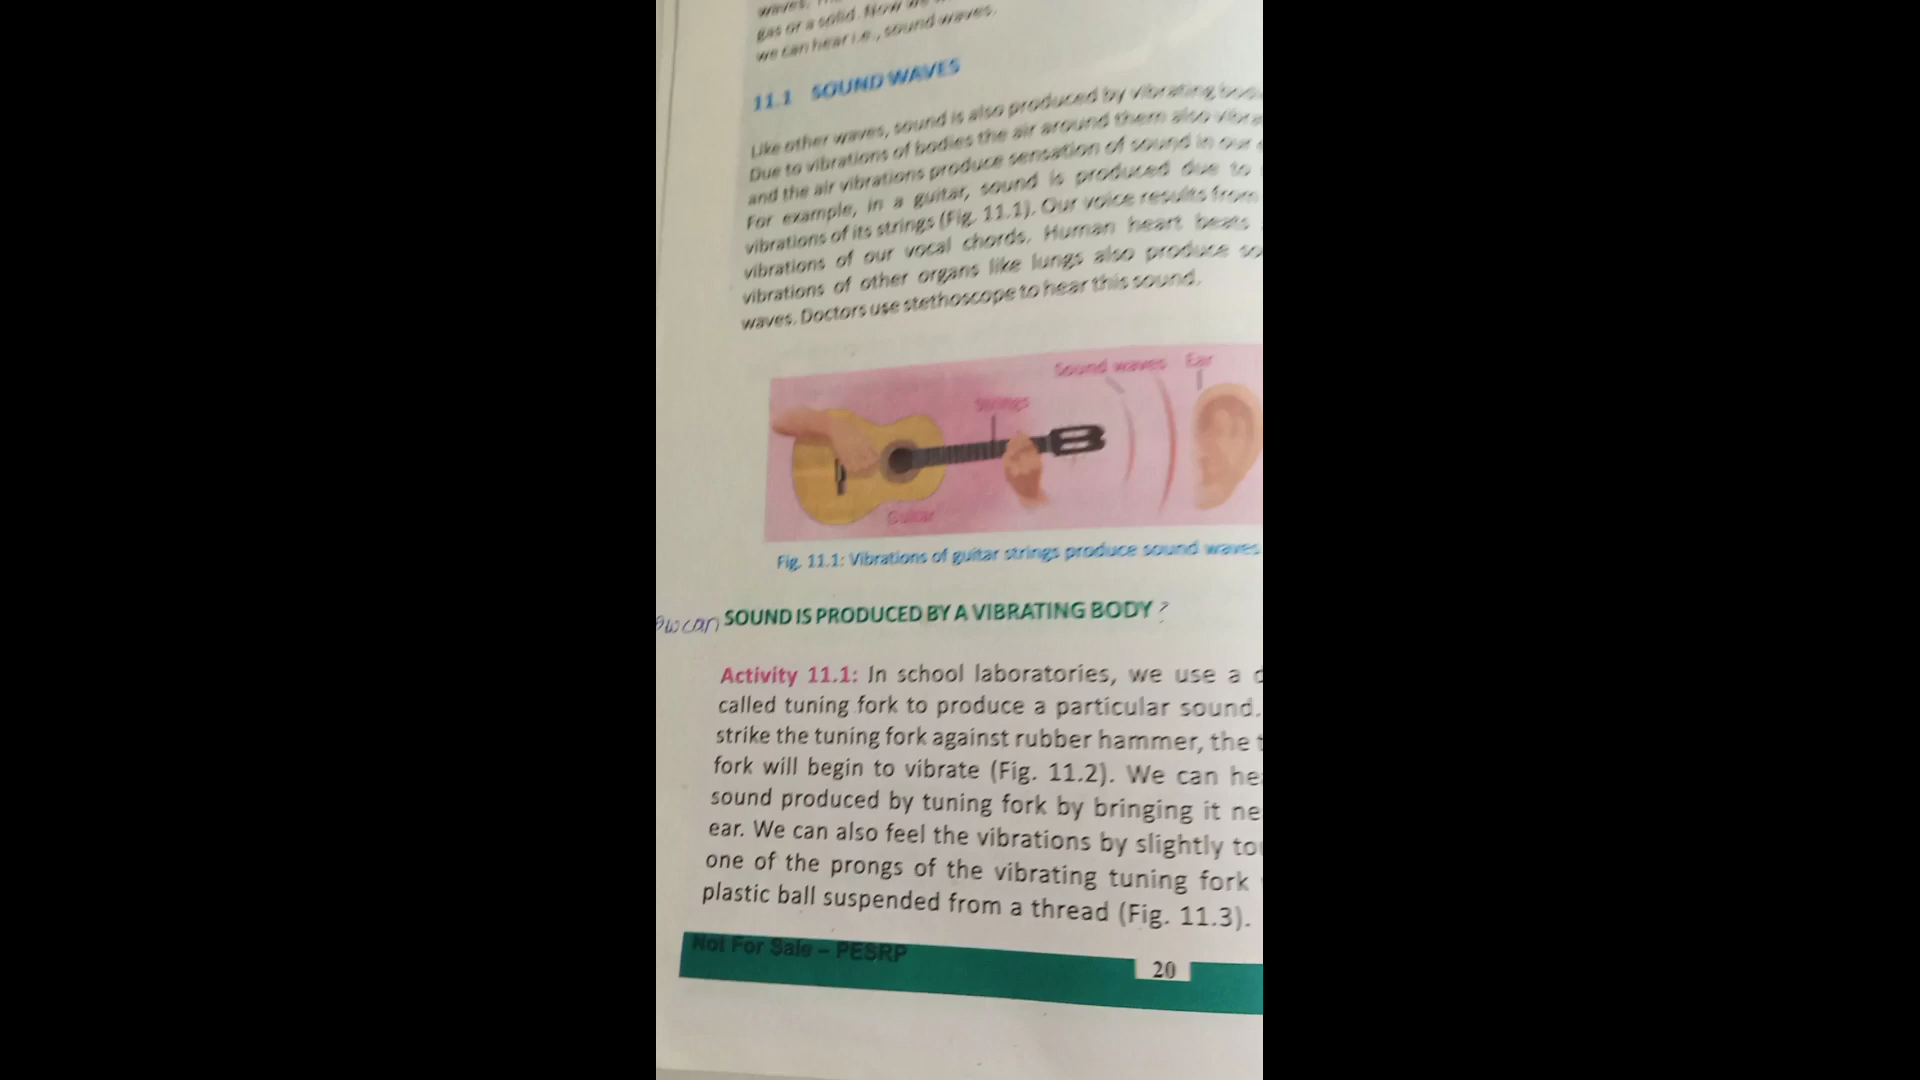 waves.
gas or a solid. Now we
we can hear i.e., sound waves.
11.1 SOUND WAVES
Like other waves, sound is also produced by vibrating
Due to vibrations of bodies the air around them also
and the air vibrations produce sensation of sound in our
For example, in a guitar, sound is produced due to
vibrations of its strings (Fig. 11.1). Our voice results from
vibrations of our vocal chords. Human heart beats
vibrations of other organs like lungs also produce so
waves. Doctors use stethoscope to hear this sound.
Sound waves Ear
Strings
Guitar
Fig. 11.1: Vibrations of guitar strings produce sound waves
can SOUND IS PRODUCED BY A VIBRATING BODY ?
Activity 11.1: In school laboratories, we use a d
called tuning fork to produce a particular sound.
strike the tuning fork against rubber hammer, the t
fork will begin to vibrate (Fig. 11.2). We can he
sound produced by tuning fork by bringing it ne
ear. We can also feel the vibrations by slightly to
one of the prongs of the vibrating tuning fork
plastic ball suspended from a thread (Fig. 11.3).
Not For Sale – PESRP
20